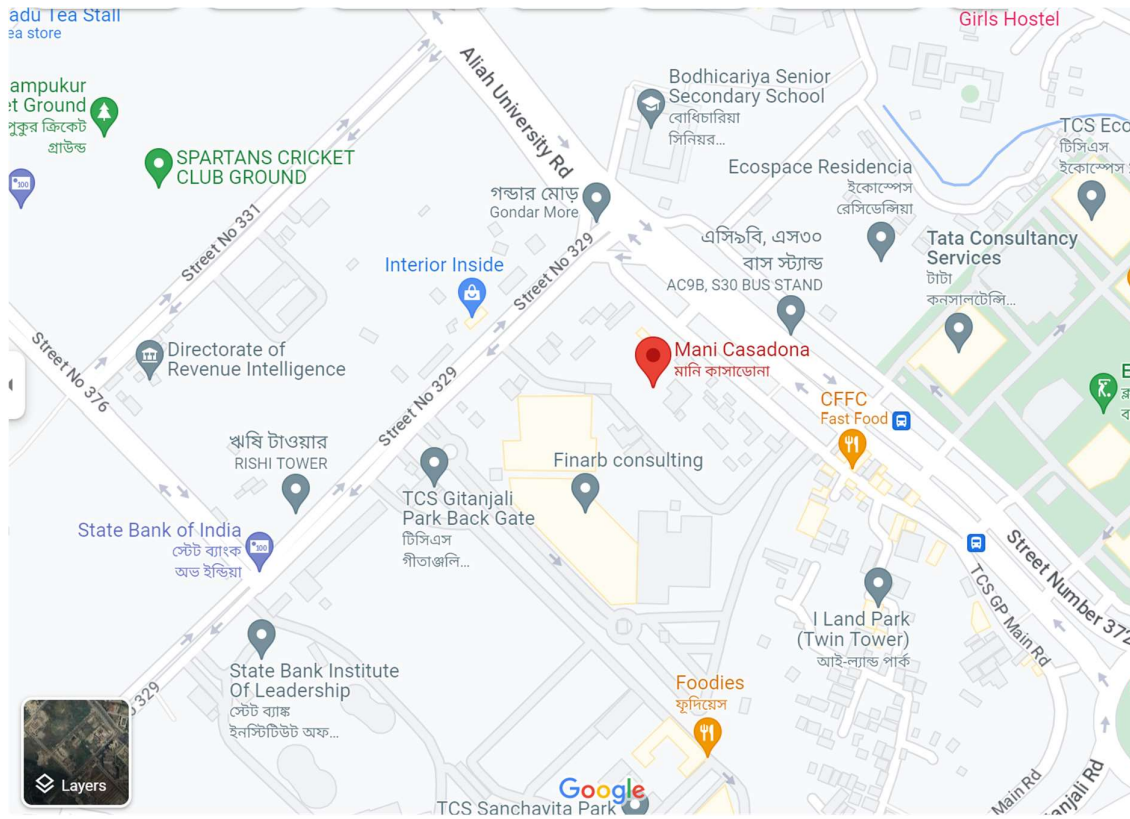 adu Tea Stall
ea store
Girls Hostel
Aliah University Rd
Bodhicariya Senior
Secondary School
বোধিচারিয়া
সিনিয়র...
ampukur
et Ground
পুকুর ক্রিকেট
গ্রাউন্ড
SPARTANS CRICKET
CLUB GROUND
TCS Eco
টিসিএস
ইকোস্পেস
Ecospace Residencia
ইকোস্পেস
রেসিডেন্সিয়া
গন্ডার মোড়
Gondar More
Street No 331
Street No 329
Interior Inside
এসি৯বি, এস৩০
বাস স্ট্যান্ড
AC9B, S30 BUS STAND
Tata Consultancy
Services
টাটা
কনসালটেন্সি...
Street No 376
Directorate of
Revenue Intelligence
Mani Casadona
মানি কাসাডোনা
Street No 329
CFFC
Fast Food
ঋষি টাওয়ার
RISHI TOWER
Finarb consulting
TCS Gitanjali
Park Back Gate
টিসিএস
গীতাঞ্জলি...
State Bank of India
স্টেট ব্যাংক
অভ ইন্ডিয়া
Street Number 372
TCS GP Main Rd
I Land Park
(Twin Tower)
আই-ল্যান্ড পার্ক
State Bank Institute
Of Leadership
স্টেট ব্যাঙ্ক
ইনস্টিটিউট অফ...
329
Foodies
ফূদিয়েস
Layers
Google
TCS Sanchavita Park
Main Rd
anjali Rd